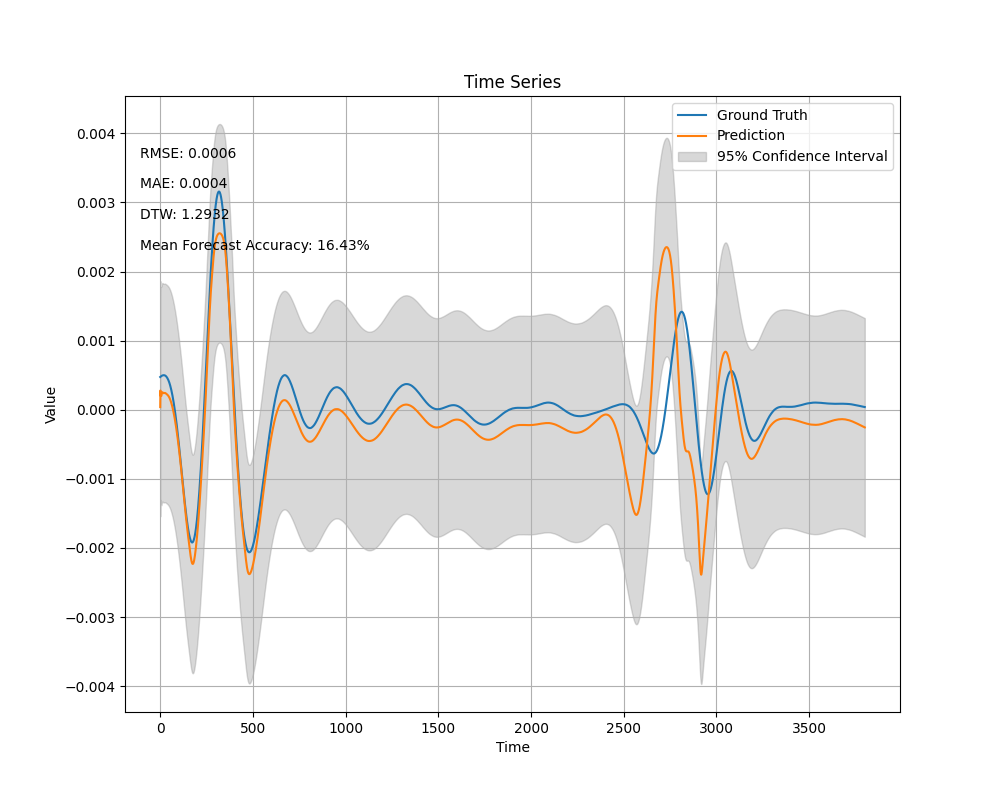 Time Series
Ground Truth
Prediction
95% Confidence Interval
RMSE: 0.0006
MAE: 0.0004
DTW: 1.2932
Mean Forecast Accuracy: 16.43%
Value
0.004
0.003
0.002
0.001
0.000
−0.001
−0.002
−0.003
−0.004
0 500 1000 1500 2000 2500 3000 3500
Time